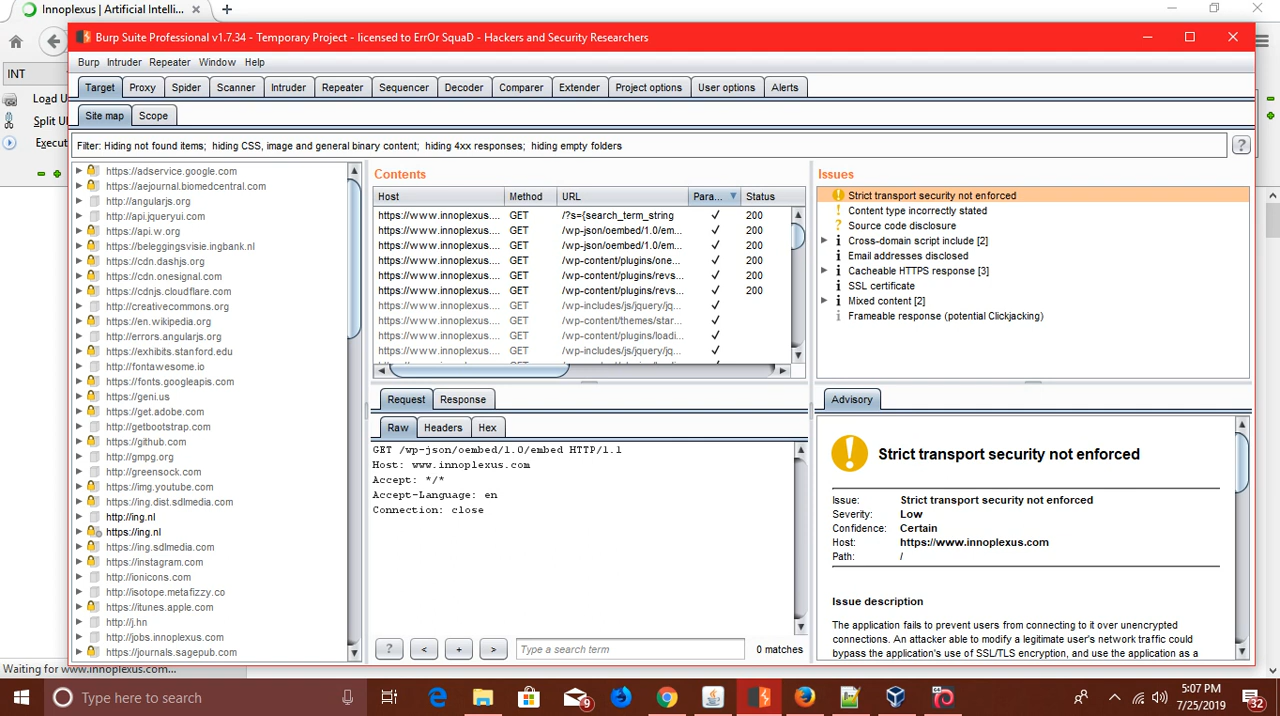 Innoplexus | Artificial Intelli...
Burp Suite Professional v1.7.34 - Temporary Project - licensed to ErrOr SquaD - Hackers and Security Researchers
Burp Intruder Repeater Window Help
INT
Load U
Split U
Execut
Target Proxy Spider Scanner Intruder Repeater Sequencer Decoder Comparer Extender Project options User options Alerts
Site map Scope
Filter: Hiding not found items; hiding CSS, image and general binary content; hiding 4xx responses; hiding empty folders ?
https://adservice.google.com
https://aejournal.biomedcentral.com
http://angularjs.org
http://api.jqueryui.com
https://api.w.org
https://beleggingsvisie.ingbank.nl
https://cdn.dashjs.org
https://cdn.onesignal.com
https://cdnjs.cloudflare.com
http://creativecommons.org
https://en.wikipedia.org
http://errors.angularjs.org
https://exhibits.stanford.edu
http://fontawesome.io
https://fonts.googleapis.com
https://geni.us
https://get.adobe.com
http://getbootstrap.com
https://github.com
http://gmpg.org
http://greensock.com
https://img.youtube.com
https://ing.dist.sdlmedia.com
http://ing.nl
https://ing.nl
https://ing.sdlmedia.com
https://instagram.com
http://ionicons.com
http://isotope.metafizzy.co
https://itunes.apple.com
http://j.hn
http://jobs.innoplexus.com
https://journals.sagepub.com
Contents
Host Method URL Para... Status
https://www.innoplexus.... GET /?s={search_term_string ✓ 200
https://www.innoplexus.... GET /wp-json/oembed/1.0/em... ✓ 200
https://www.innoplexus.... GET /wp-json/oembed/1.0/em... ✓ 200
https://www.innoplexus.... GET /wp-content/plugins/one... ✓ 200
https://www.innoplexus.... GET /wp-content/plugins/revs... ✓ 200
https://www.innoplexus.... GET /wp-content/plugins/revs... ✓ 200
https://www.innoplexus.... GET /wp-includes/js/jquery/jq... ✓
https://www.innoplexus.... GET /wp-content/themes/star... ✓
https://www.innoplexus.... GET /wp-content/plugins/loadi... ✓
https://www.innoplexus.... GET /wp-includes/js/jquery/jq... ✓
Request Response
Raw Headers Hex
GET /wp-json/oembed/1.0/embed HTTP/1.1
Host: www.innoplexus.com
Accept: */*
Accept-Language: en
Connection: close
? < + > Type a search term 0 matches
Issues
Strict transport security not enforced
Content type incorrectly stated
Source code disclosure
Cross-domain script include [2]
Email addresses disclosed
Cacheable HTTPS response [3]
SSL certificate
Mixed content [2]
Frameable response (potential Clickjacking)
Advisory
Strict transport security not enforced
Issue: Strict transport security not enforced
Severity: Low
Confidence: Certain
Host: https://www.innoplexus.com
Path: /
Issue description
The application fails to prevent users from connecting to it over unencrypted
connections. An attacker able to modify a legitimate user's network traffic could
bypass the application's use of SSL/TLS encryption, and use the application as a
Waiting for www.innoplexus.com...
Type here to search
9
5:07 PM
7/25/2019
32